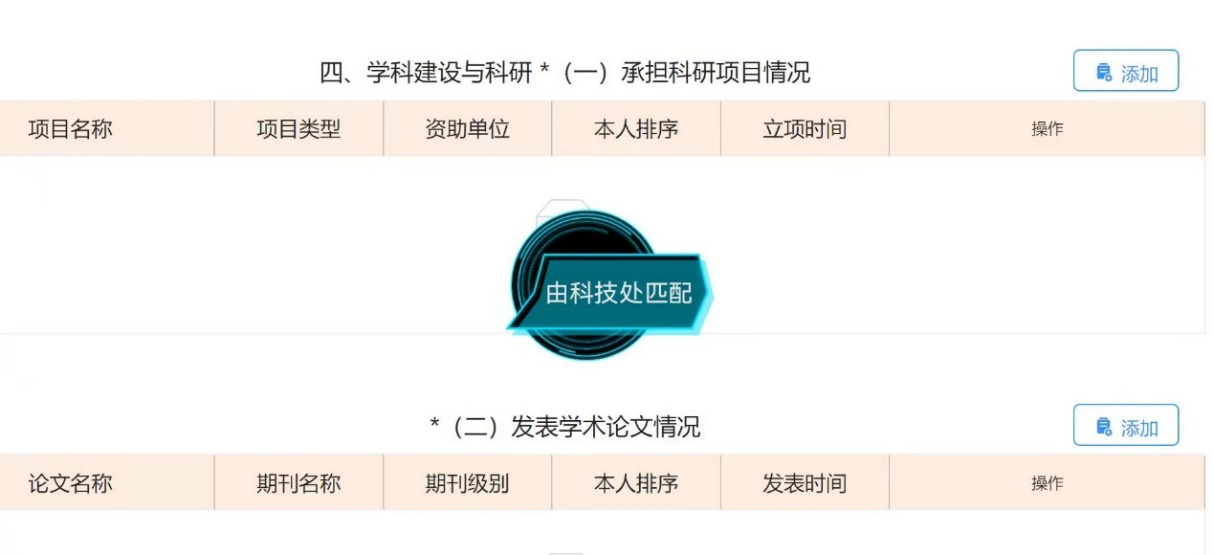 四、学科建设与科研 *（一）承担科研项目情况
添加
项目名称 项目类型 资助单位 本人排序 立项时间 操作
由科技处匹配
*（二）发表学术论文情况
添加
论文名称 期刊名称 期刊级别 本人排序 发表时间 操作